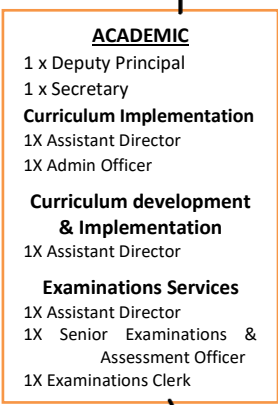 ACADEMIC
1 x Deputy Principal
1 x Secretary
Curriculum Implementation
1X Assistant Director
1X Admin Officer
Curriculum development
& Implementation
1X Assistant Director
Examinations Services
1X Assistant Director
1X Senior Examinations &
Assessment Officer
1X Examinations Clerk